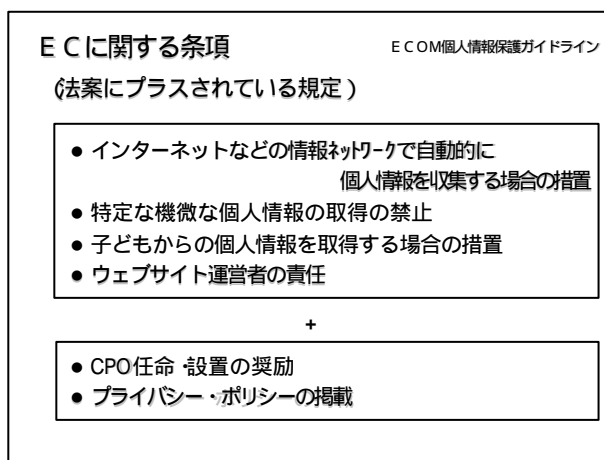 ＥＣに関する条項
ＥＣＯＭ個人情報保護ガイドライン
(法案にプラスされている規定)
● インターネットなどの情報ネットワークで自動的に
個人情報を収集する場合の措置
● 特定な機微な個人情報の取得の禁止
● 子どもからの個人情報を取得する場合の措置
● ウェブサイト運営者の責任
+
● CPO任命・設置の奨励
● プライバシー・ポリシーの掲載